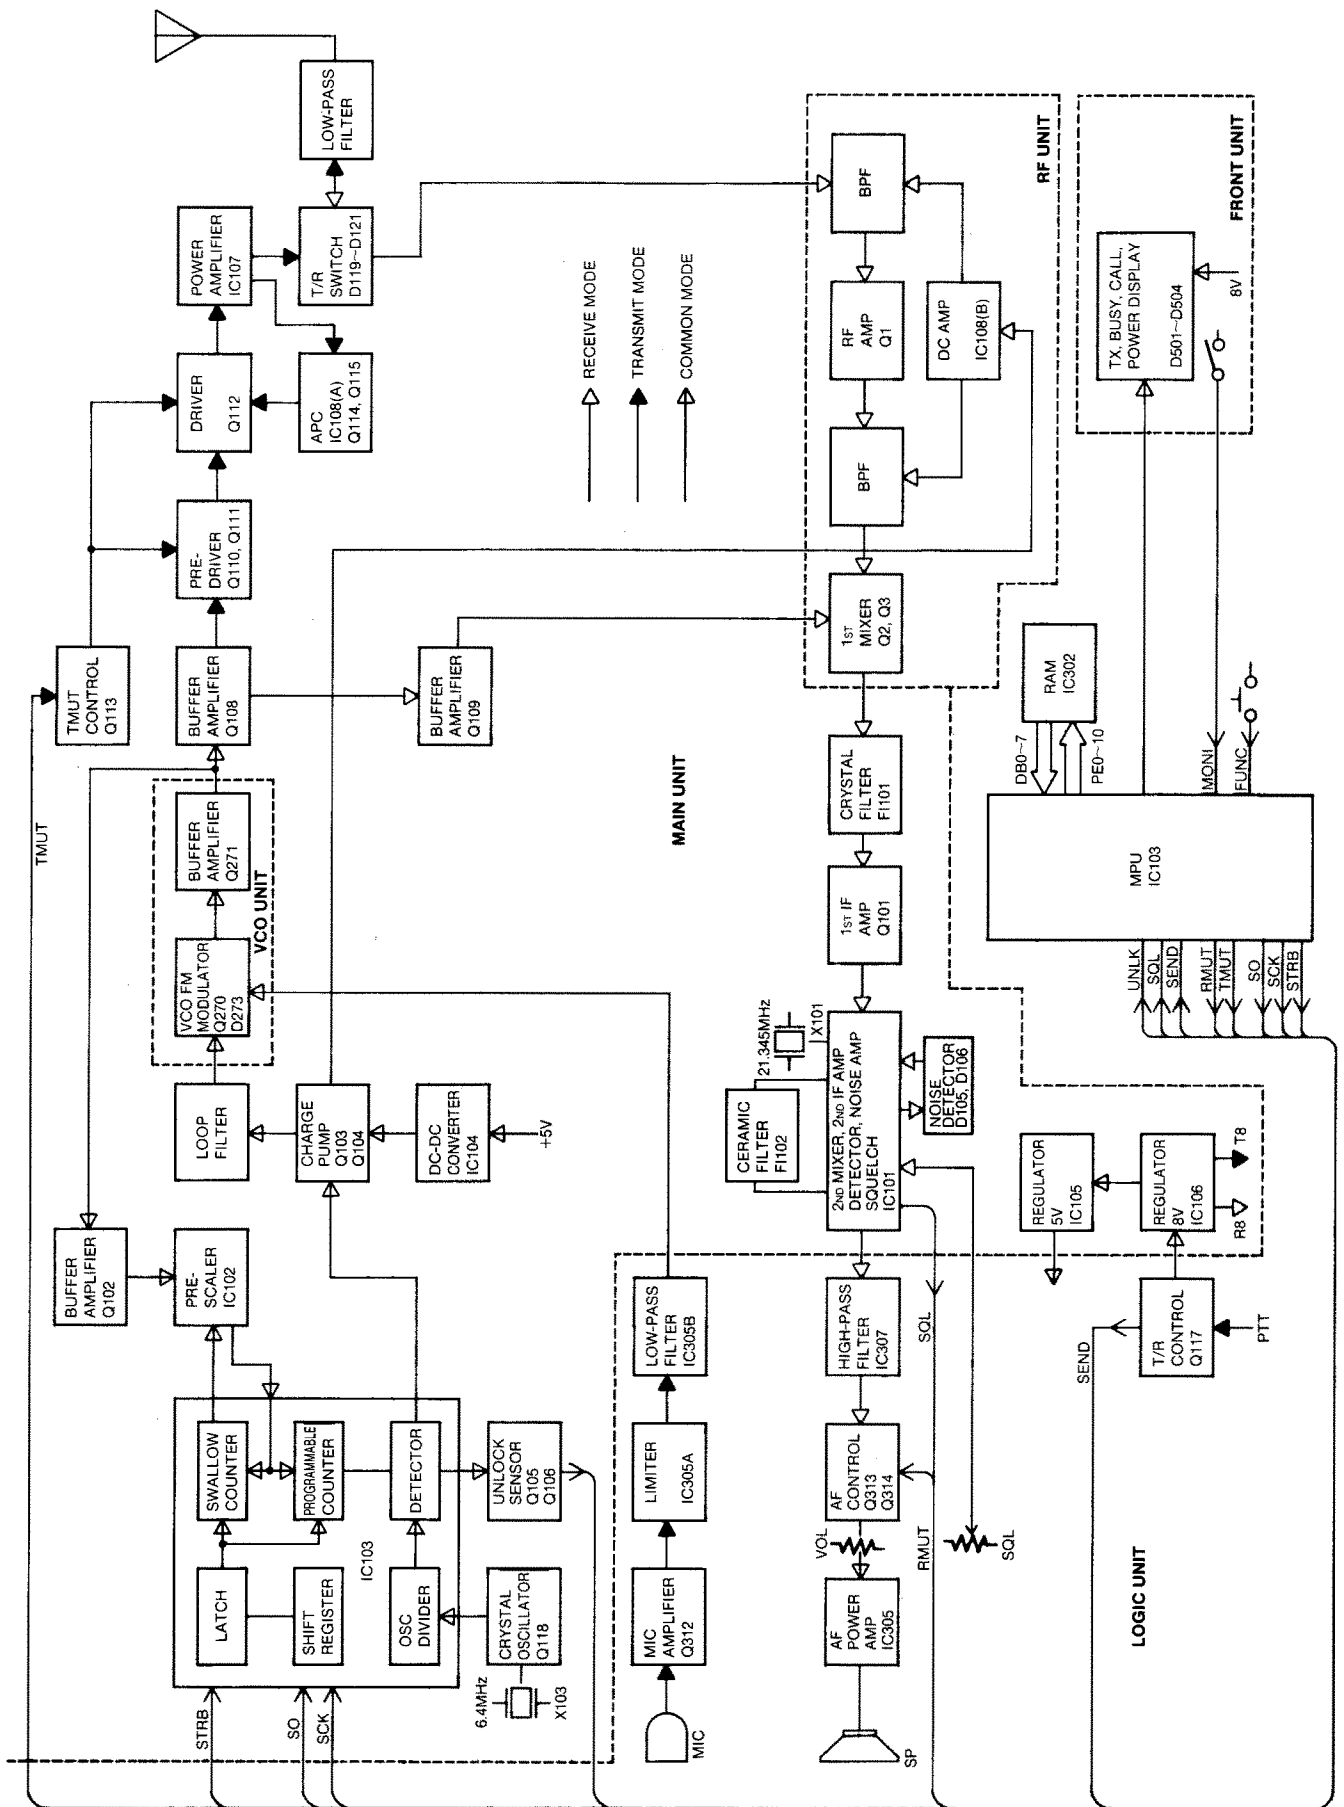 LOW-PASS
FILTER
POWER
AMPLIFIER
IC107
T/R
SWITCH
D119~D121
DRIVER
Q112
APC
IC108(A)
Q114, Q115
PRE-
DRIVER
Q110, Q111
TMUT
CONTROL
Q113
BUFFER
AMPLIFIER
Q108
BUFFER
AMPLIFIER
Q109
TMUT
BUFFER
AMPLIFIER
Q271
VCO FM
MODULATOR
Q270
D273
VCO UNIT
LOOP
FILTER
CHARGE
PUMP
Q103
Q104
DC-DC
CONVERTER
IC104
+5V
BUFFER
AMPLIFIER
Q102
PRE-
SCALER
IC102
SWALLOW
COUNTER
PROGRAMMABLE
COUNTER
DETECTOR
UNLOCK
SENSOR
Q105
Q106
LATCH
SHIFT
REGISTER
IC103
OSC
DIVIDER
CRYSTAL
OSCILLATOR
Q118
6.4MHz
X103
STRB
SO
SCK
RECEIVE MODE
TRANSMIT MODE
COMMON MODE
MAIN UNIT
LOW-PASS
FILTER
IC305B
LIMITER
IC305A
MIC
AMPLIFIER
Q312
MIC
BPF
RF
AMP
Q1
DC AMP
IC108(B)
BPF
1ST
MIXER
Q2, Q3
RF UNIT
CRYSTAL
FILTER
FI101
1ST IF
AMP
Q101
21.345MHz
X101
CERAMIC
FILTER
FI102
2ND MIXER, 2ND IF AMP
DETECTOR, NOISE AMP
SQUELCH
IC101
NOISE
DETECTOR
D105, D106
HIGH-PASS
FILTER
IC307
SQL
AF
CONTROL
Q313
Q314
VOL
RMUT
SQL
AF
POWER
AMP
IC305
SP
TX, BUSY, CALL,
POWER DISPLAY
D501~D504
8V
FRONT UNIT
RAM
IC302
DB0~7
PE0~10
MONI
FUNC
MPU
IC103
UNLK
SQL
SEND
RMUT
TMUT
SO
SCK
STRB
REGULATOR
5V
IC105
REGULATOR
8V
IC106
R8
T8
T/R
CONTROL
Q117
SEND
PTT
LOGIC UNIT